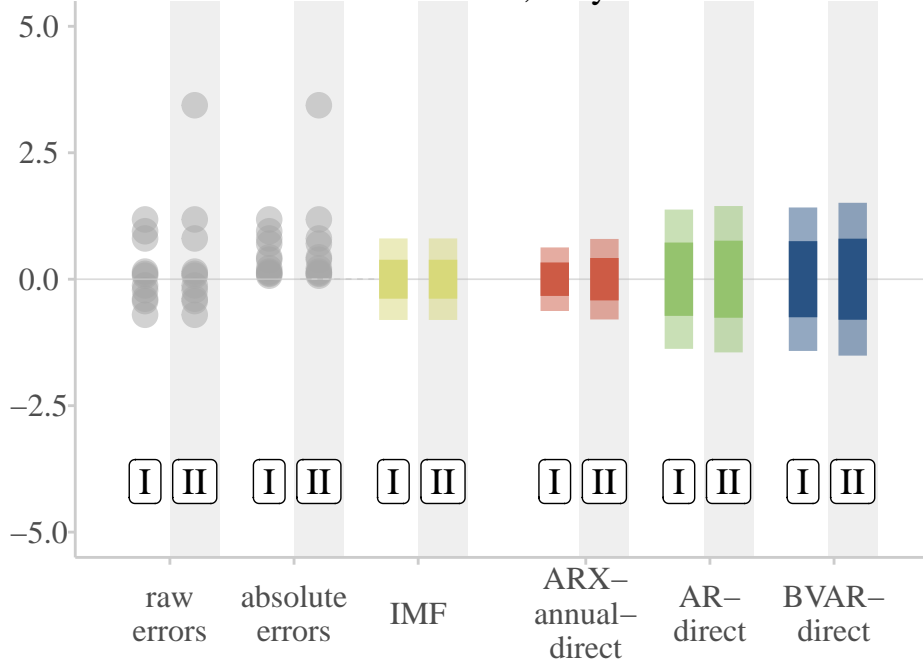 5.0
2.5
0.0
−2.5
−5.0
I II I II I II I II I II I II
raw errors
absolute errors
IMF
ARX−annual−direct
AR−direct
BVAR−direct